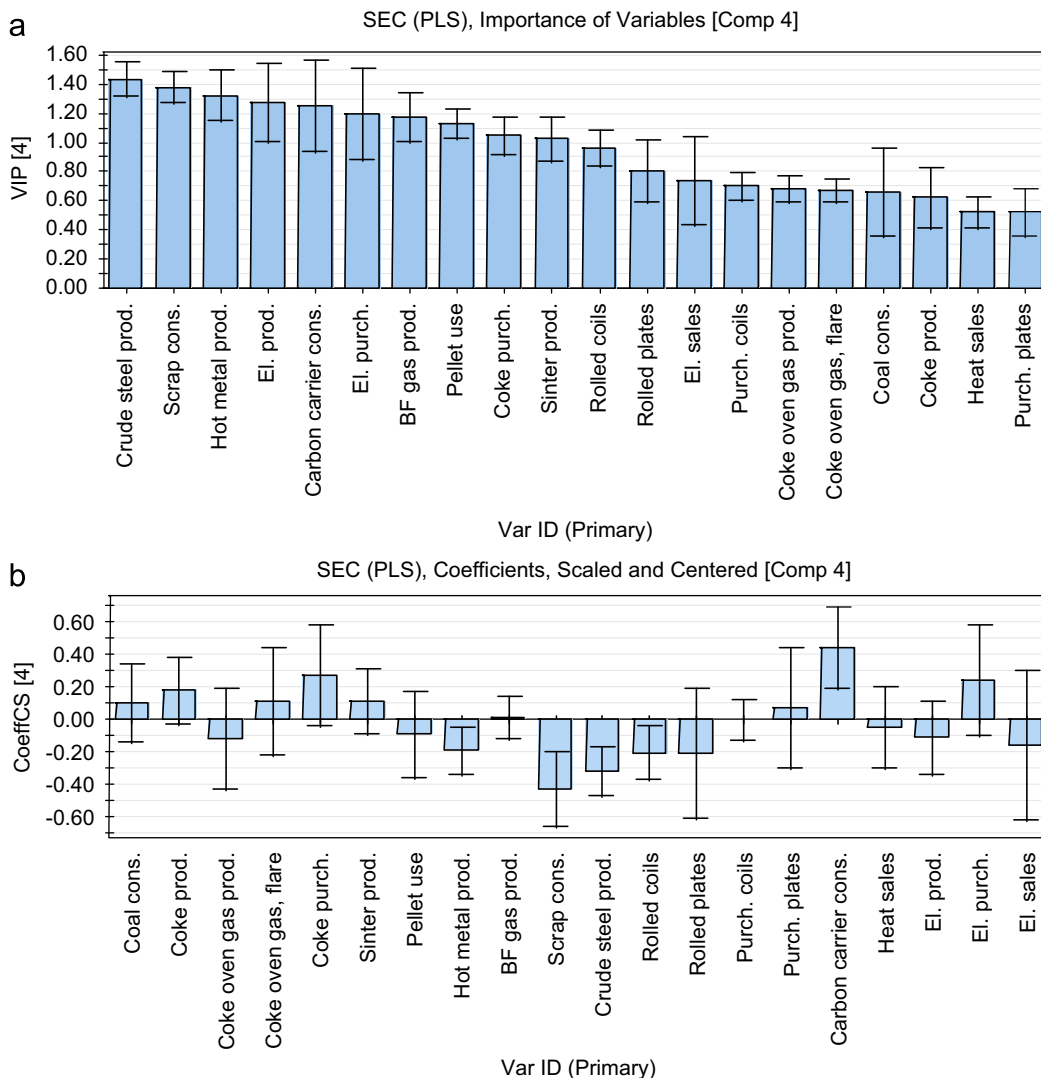 a
SEC (PLS), Importance of Variables [Comp 4]
VIP [4]
1.60
1.40
1.20
1.00
0.80
0.60
0.40
0.20
0.00
Crude steel prod.
Scrap cons.
Hot metal prod.
El. prod.
Carbon carrier cons.
El. purch.
BF gas prod.
Pellet use
Coke purch.
Sinter prod.
Rolled coils
Rolled plates
El. sales
Purch. coils
Coke oven gas prod.
Coke oven gas, flare
Coal cons.
Coke prod.
Heat sales
Purch. plates
Var ID (Primary)
b
SEC (PLS), Coefficients, Scaled and Centered [Comp 4]
CoeffCS [4]
0.60
0.40
0.20
0.00
-0.20
-0.40
-0.60
Coal cons.
Coke prod.
Coke oven gas prod.
Coke oven gas, flare
Coke purch.
Sinter prod.
Pellet use
Hot metal prod.
BF gas prod.
Scrap cons.
Crude steel prod.
Rolled coils
Rolled plates
Purch. coils
Purch. plates
Carbon carrier cons.
Heat sales
El. prod.
El. purch.
El. sales
Var ID (Primary)